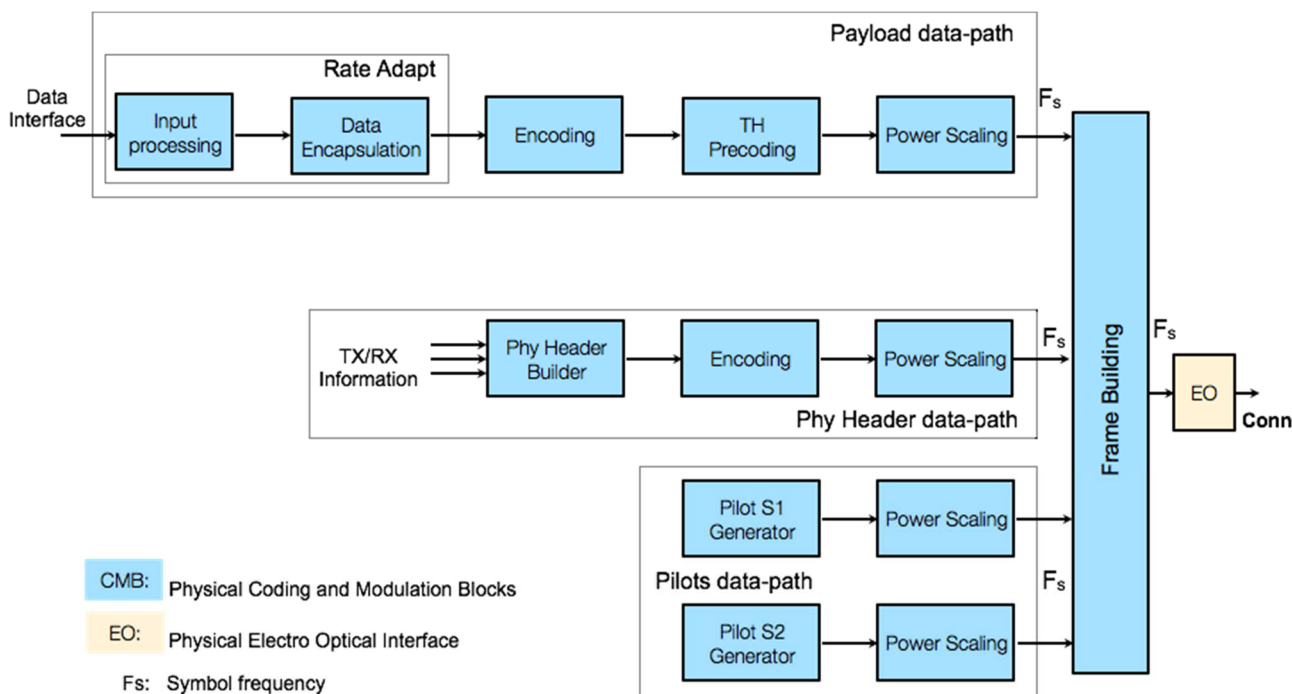 Payload data-path
Rate Adapt
Data
Interface
Input
processing
Data
Encapsulation
Encoding
TH
Precoding
Power Scaling
Fs
TX/RX
Information
Phy Header
Builder
Encoding
Power Scaling
Fs
Phy Header data-path
Frame Building
Fs
EO
Conn
Pilot S1
Generator
Power Scaling
Pilots data-path
Fs
Pilot S2
Generator
Power Scaling
CMB: Physical Coding and Modulation Blocks
EO: Physical Electro Optical Interface
Fs: Symbol frequency